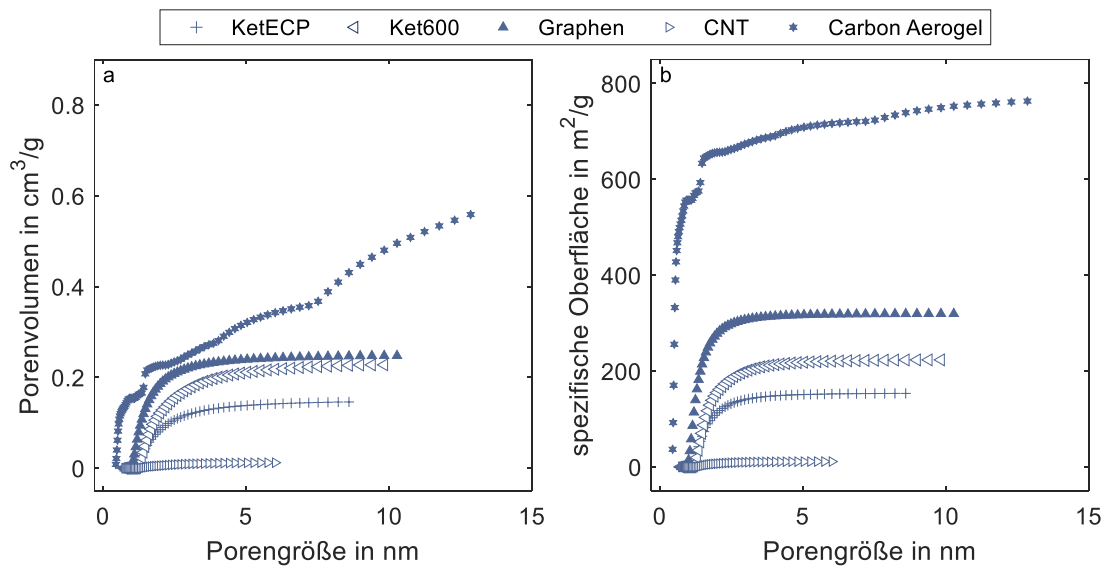 KetECP Ket600 Graphen CNT Carbon Aerogel
a
0.8
0.6
0.4
0.2
0
0 5 10 15
Porenvolumen in cm³/g
Porengröße in nm
b
800
600
400
200
0
0 5 10 15
spezifische Oberfläche in m²/g
Porengröße in nm